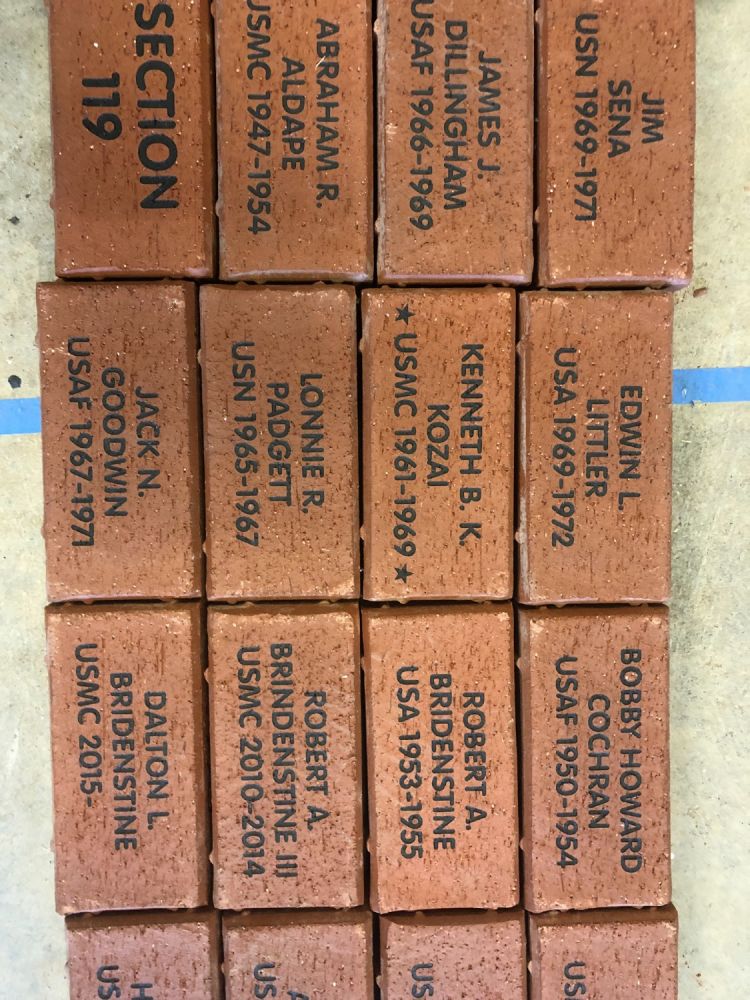 JIM
SENA
USN 1969-1971
EDWIN L.
LITTLER
USA 1969-1972
BOBBY HOWARD
COCHRAN
USAF 1950-1954
JAMES J.
DILLINGHAM
USAF 1966-1969
KENNETH B. K.
KOZAI
★ USMC 1961-1969 ★
ROBERT A.
BRIDENSTINE
USA 1953-1955
ABRAHAM R.
ALDAPE
USMC 1947-1954
LONNIE R.
PADGETT
USN 1965-1967
ROBERT A.
BRINDENSTINE III
USMC 2010-2014
SECTION
119
JACK N.
GOODWIN
USAF 1967-1971
DALTON L.
BRIDENSTINE
USMC 2015-